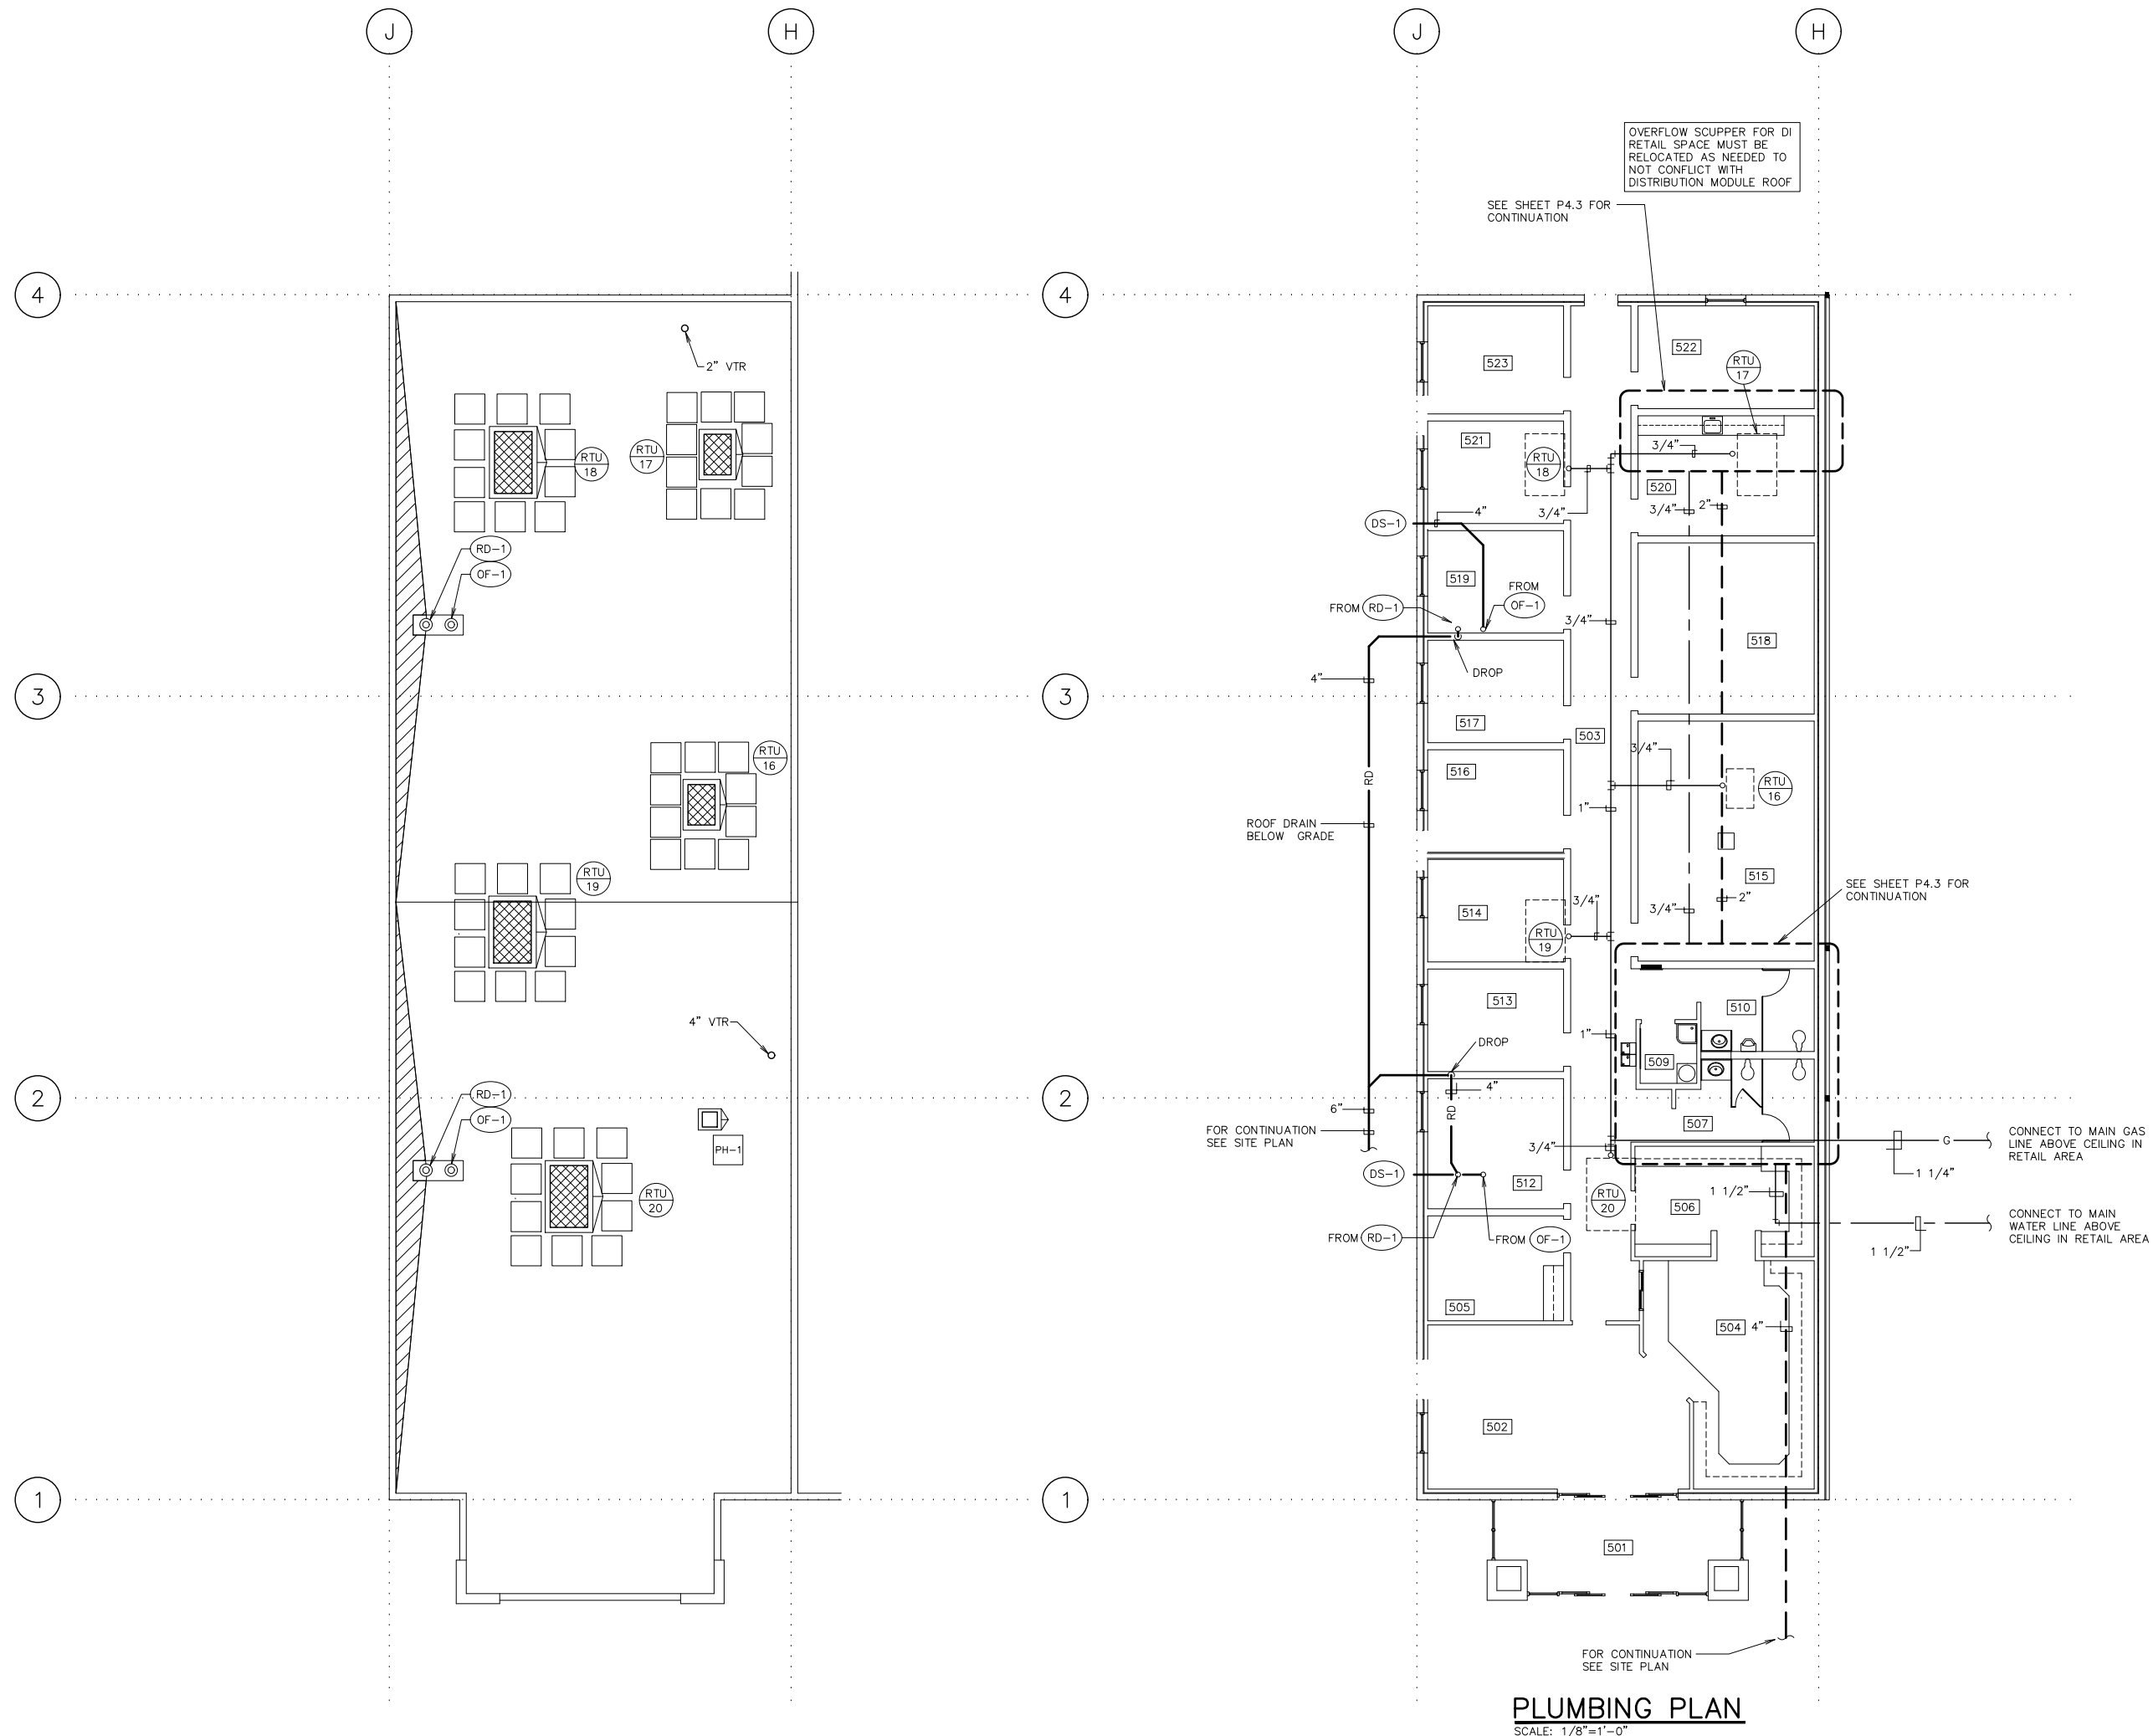 J
H
J
H
OVERFLOW SCUPPER FOR DI
RETAIL SPACE MUST BE
RELOCATED AS NEEDED TO
NOT CONFLICT WITH
DISTRIBUTION MODULE ROOF
SEE SHEET P4.3 FOR
CONTINUATION
4
4
2" VTR
RTU
18
RTU
17
RD-1
OF-1
3
3
RTU
16
RTU
19
4" VTR
2
2
RD-1
OF-1
PH-1
RTU
20
1
1
523
522
RTU
17
521
RTU
18
3/4"
3/4"
520
3/4"
2"
DS-1
4"
519
FROM
OF-1
FROM RD-1
3/4"
518
DROP
4"
517
503
3/4"
RD
516
RTU
16
1"
ROOF DRAIN
BELOW GRADE
515
SEE SHEET P4.3 FOR
CONTINUATION
3/4"
2"
3/4"
514
RTU
19
513
510
1"
DROP
509
4"
6"
RD
FOR CONTINUATION
SEE SITE PLAN
507
3/4"
G
CONNECT TO MAIN GAS
LINE ABOVE CEILING IN
RETAIL AREA
1 1/4"
DS-1
512
RTU
20
1 1/2"
506
CONNECT TO MAIN
WATER LINE ABOVE
CEILING IN RETAIL AREA
1 1/2"
FROM RD-1
FROM OF-1
505
504
4"
502
501
FOR CONTINUATION
SEE SITE PLAN
PLUMBING PLAN
SCALE: 1/8"=1'-0"